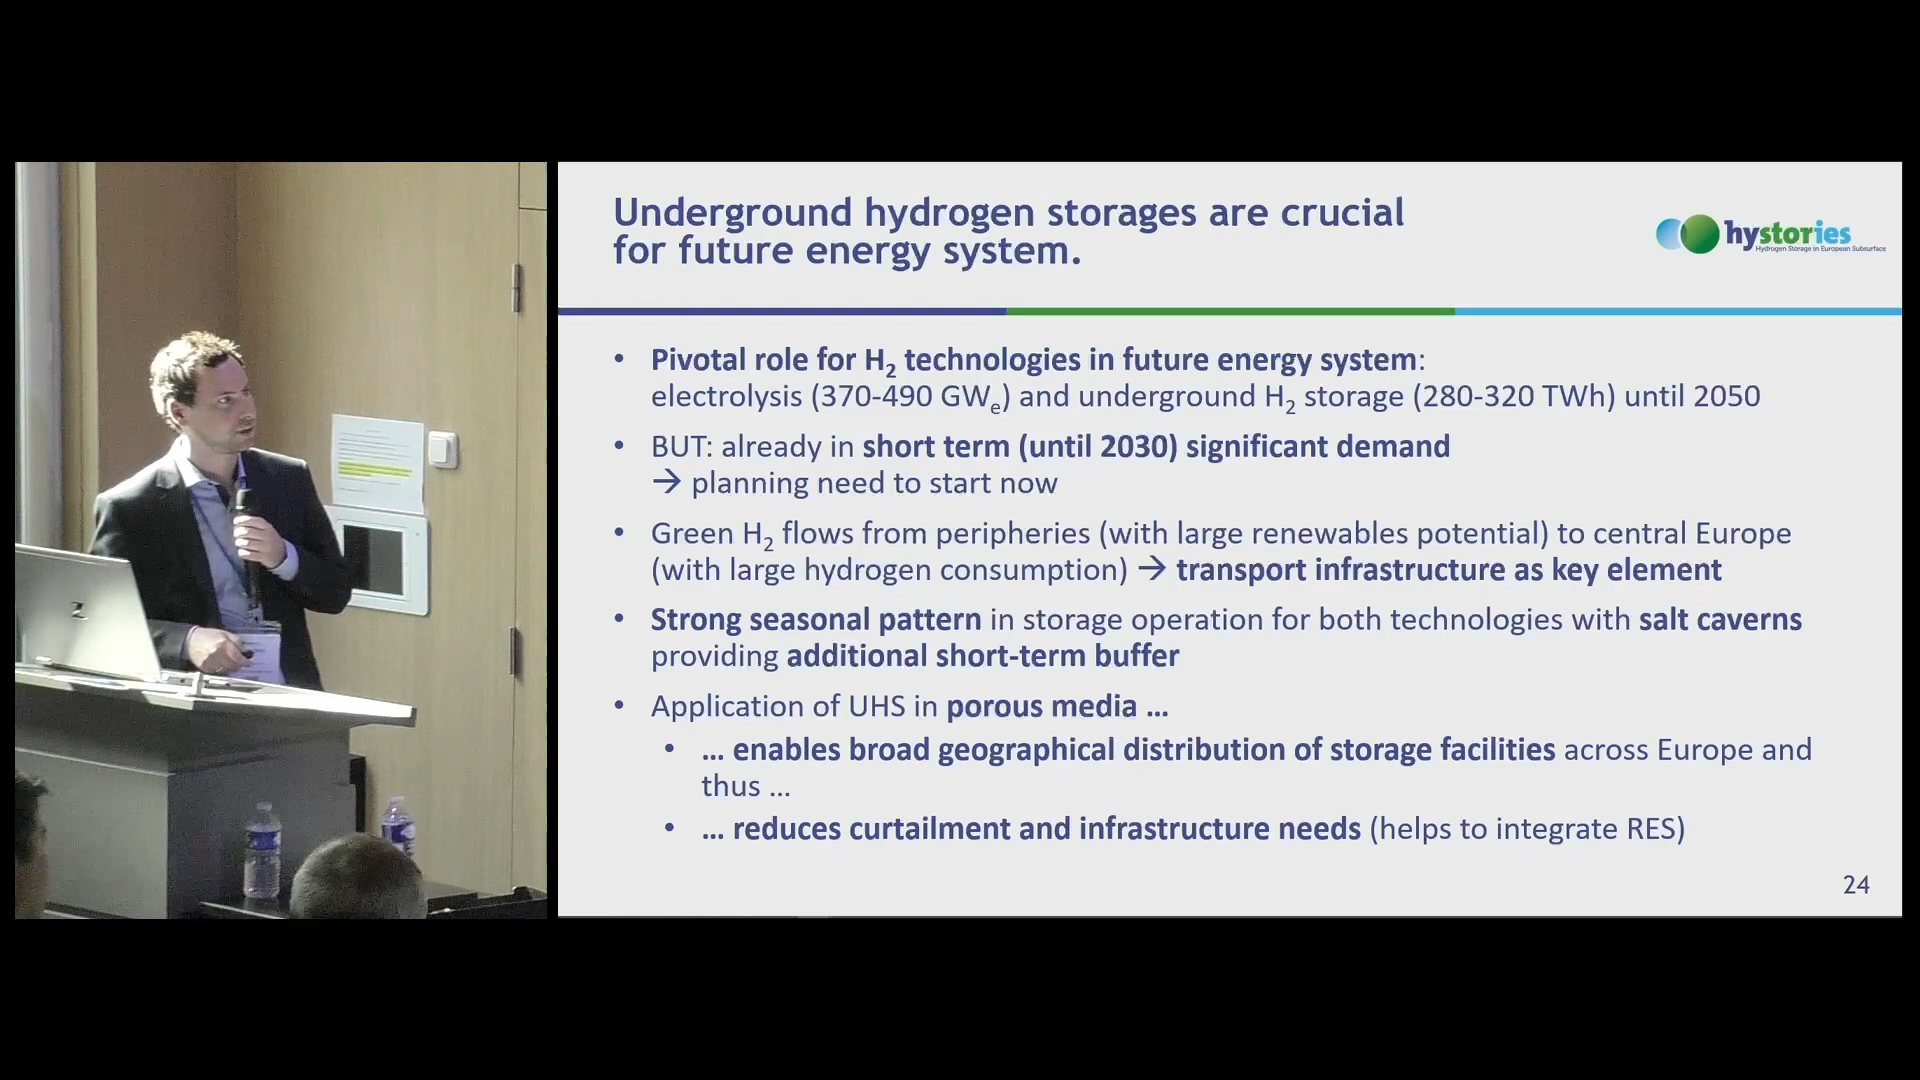 Underground hydrogen storages are crucial
for future energy system.
hystories
Hydrogen Storage in European Subsurface
• Pivotal role for H₂ technologies in future energy system:
electrolysis (370-490 GWₑ) and underground H₂ storage (280-320 TWh) until 2050
• BUT: already in short term (until 2030) significant demand
→ planning need to start now
• Green H₂ flows from peripheries (with large renewables potential) to central Europe
(with large hydrogen consumption) → transport infrastructure as key element
• Strong seasonal pattern in storage operation for both technologies with salt caverns
providing additional short-term buffer
• Application of UHS in porous media ...
• ... enables broad geographical distribution of storage facilities across Europe and
thus ...
• ... reduces curtailment and infrastructure needs (helps to integrate RES)
24